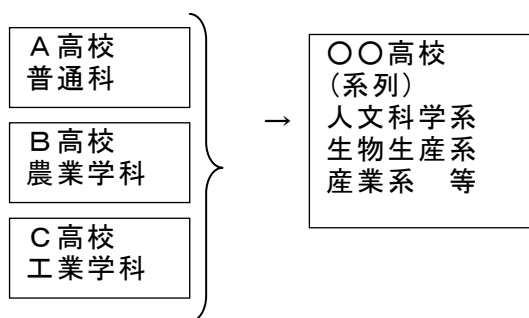 A高校
普通科
B高校
農業学科
C高校
工業学科
→
〇〇高校
(系列)
人文科学系
生物生産系
産業系　等